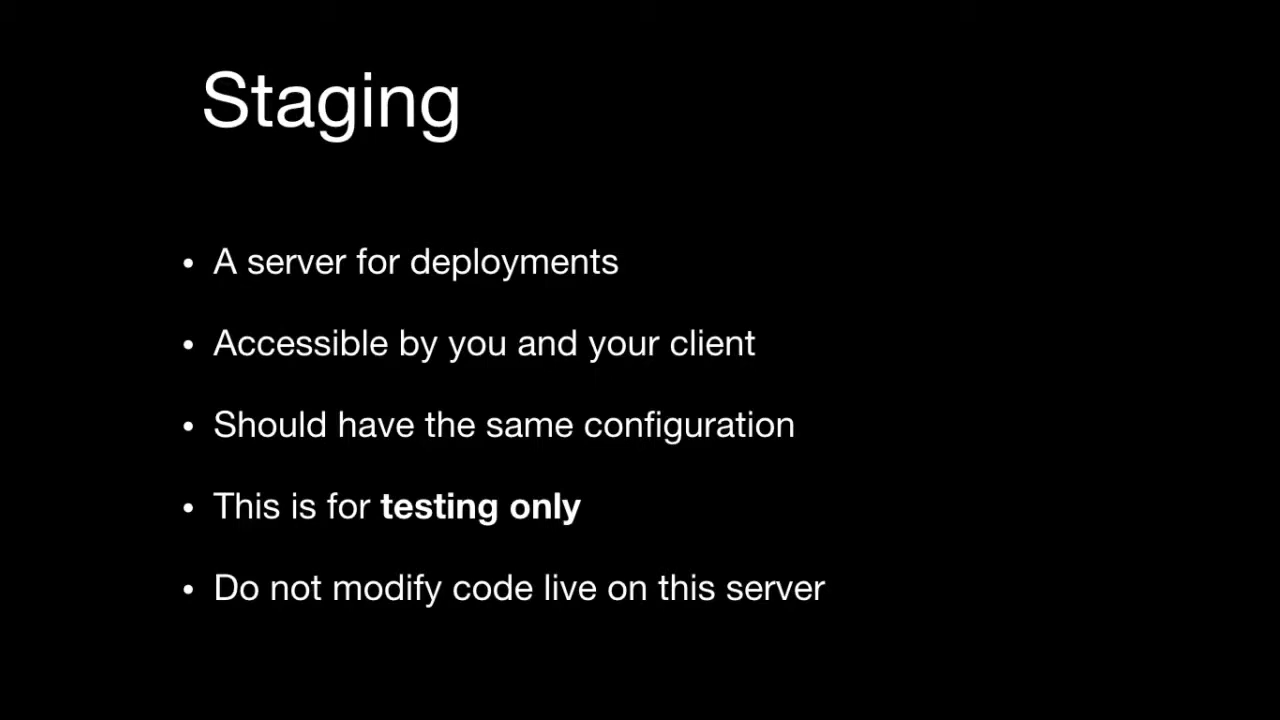 Staging
• A server for deployments
• Accessible by you and your client
• Should have the same configuration
• This is for testing only
• Do not modify code live on this server